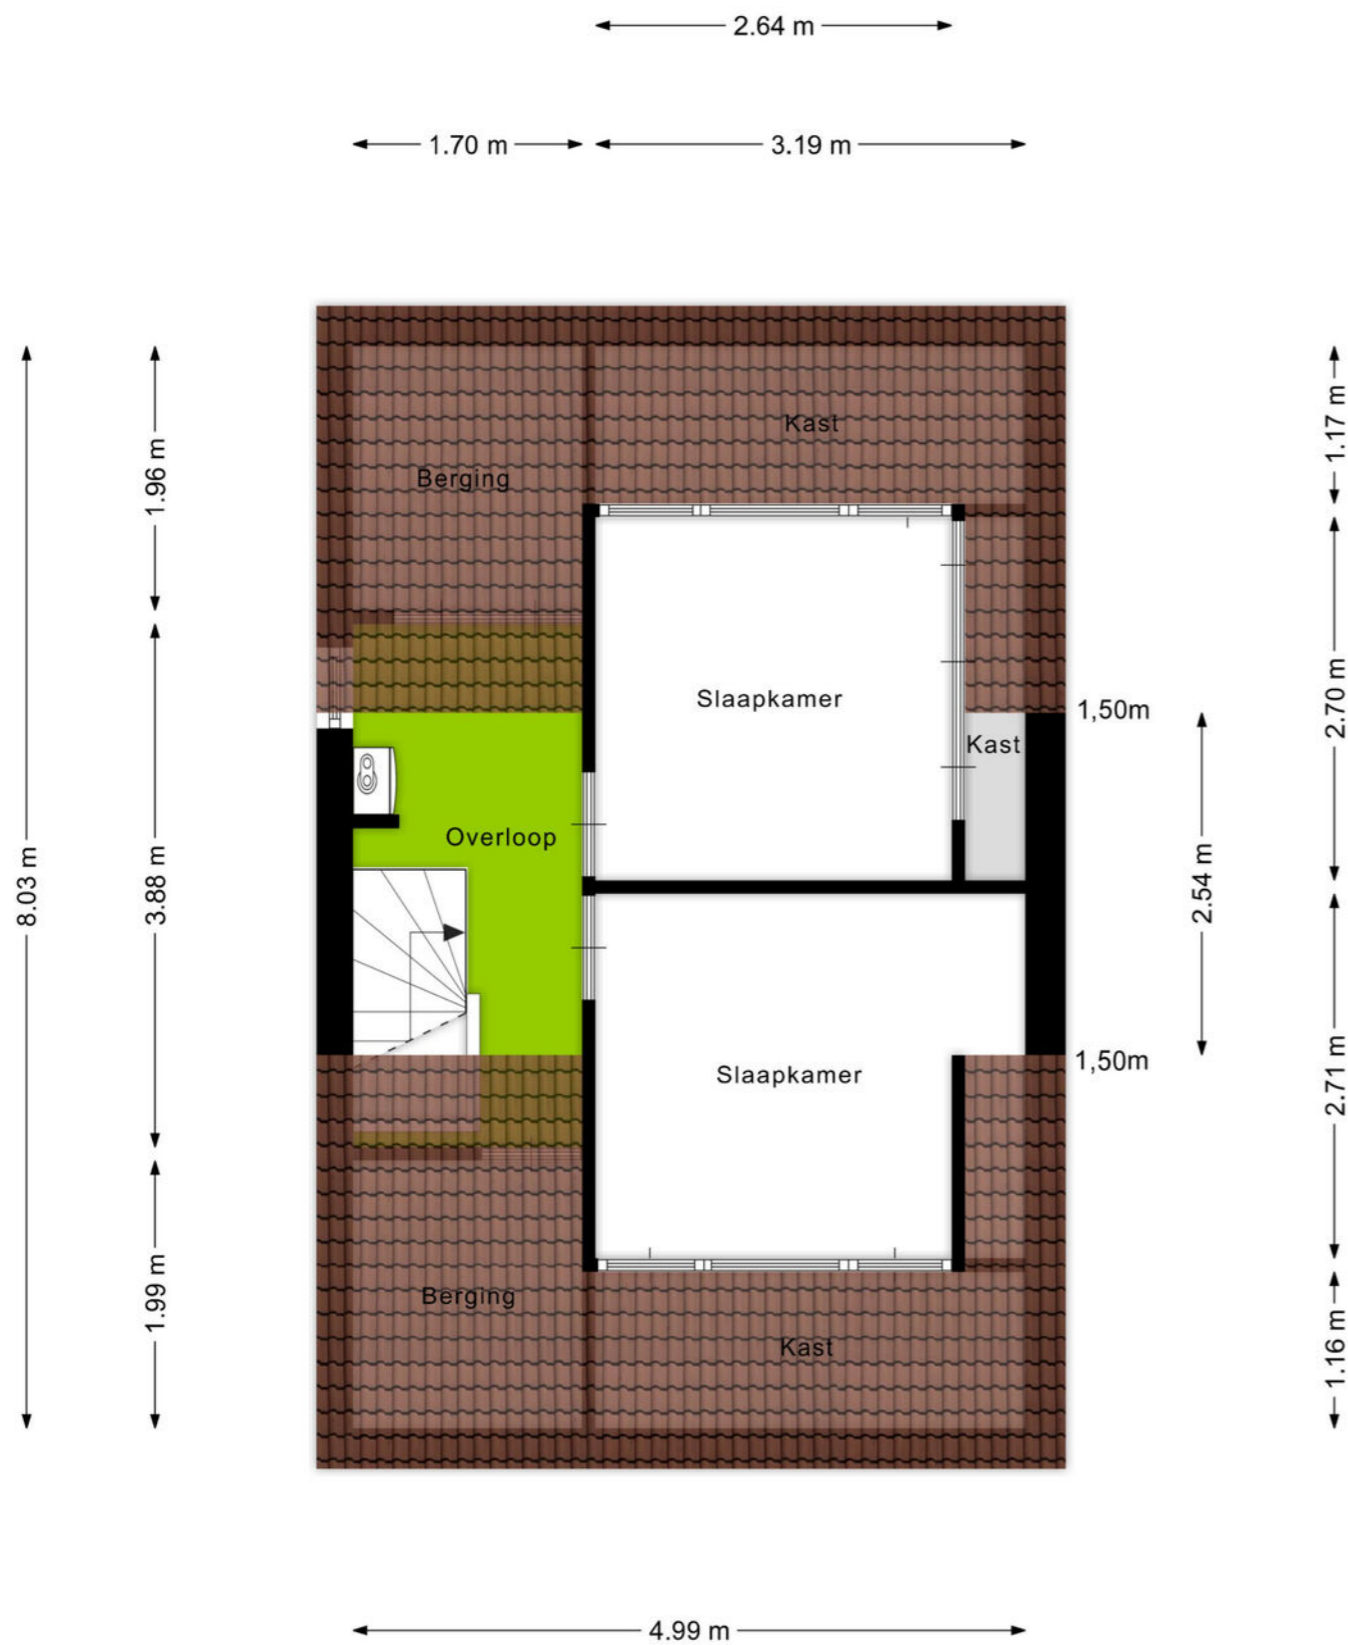 2.64 m
1.70 m
3.19 m
Kast
1.17 m
1.96 m
Berging
2.70 m
Slaapkamer
1,50m
Kast
Overloop
8.03 m
3.88 m
2.54 m
1,50m
Slaapkamer
2.71 m
Berging
1.99 m
Kast
1.16 m
4.99 m